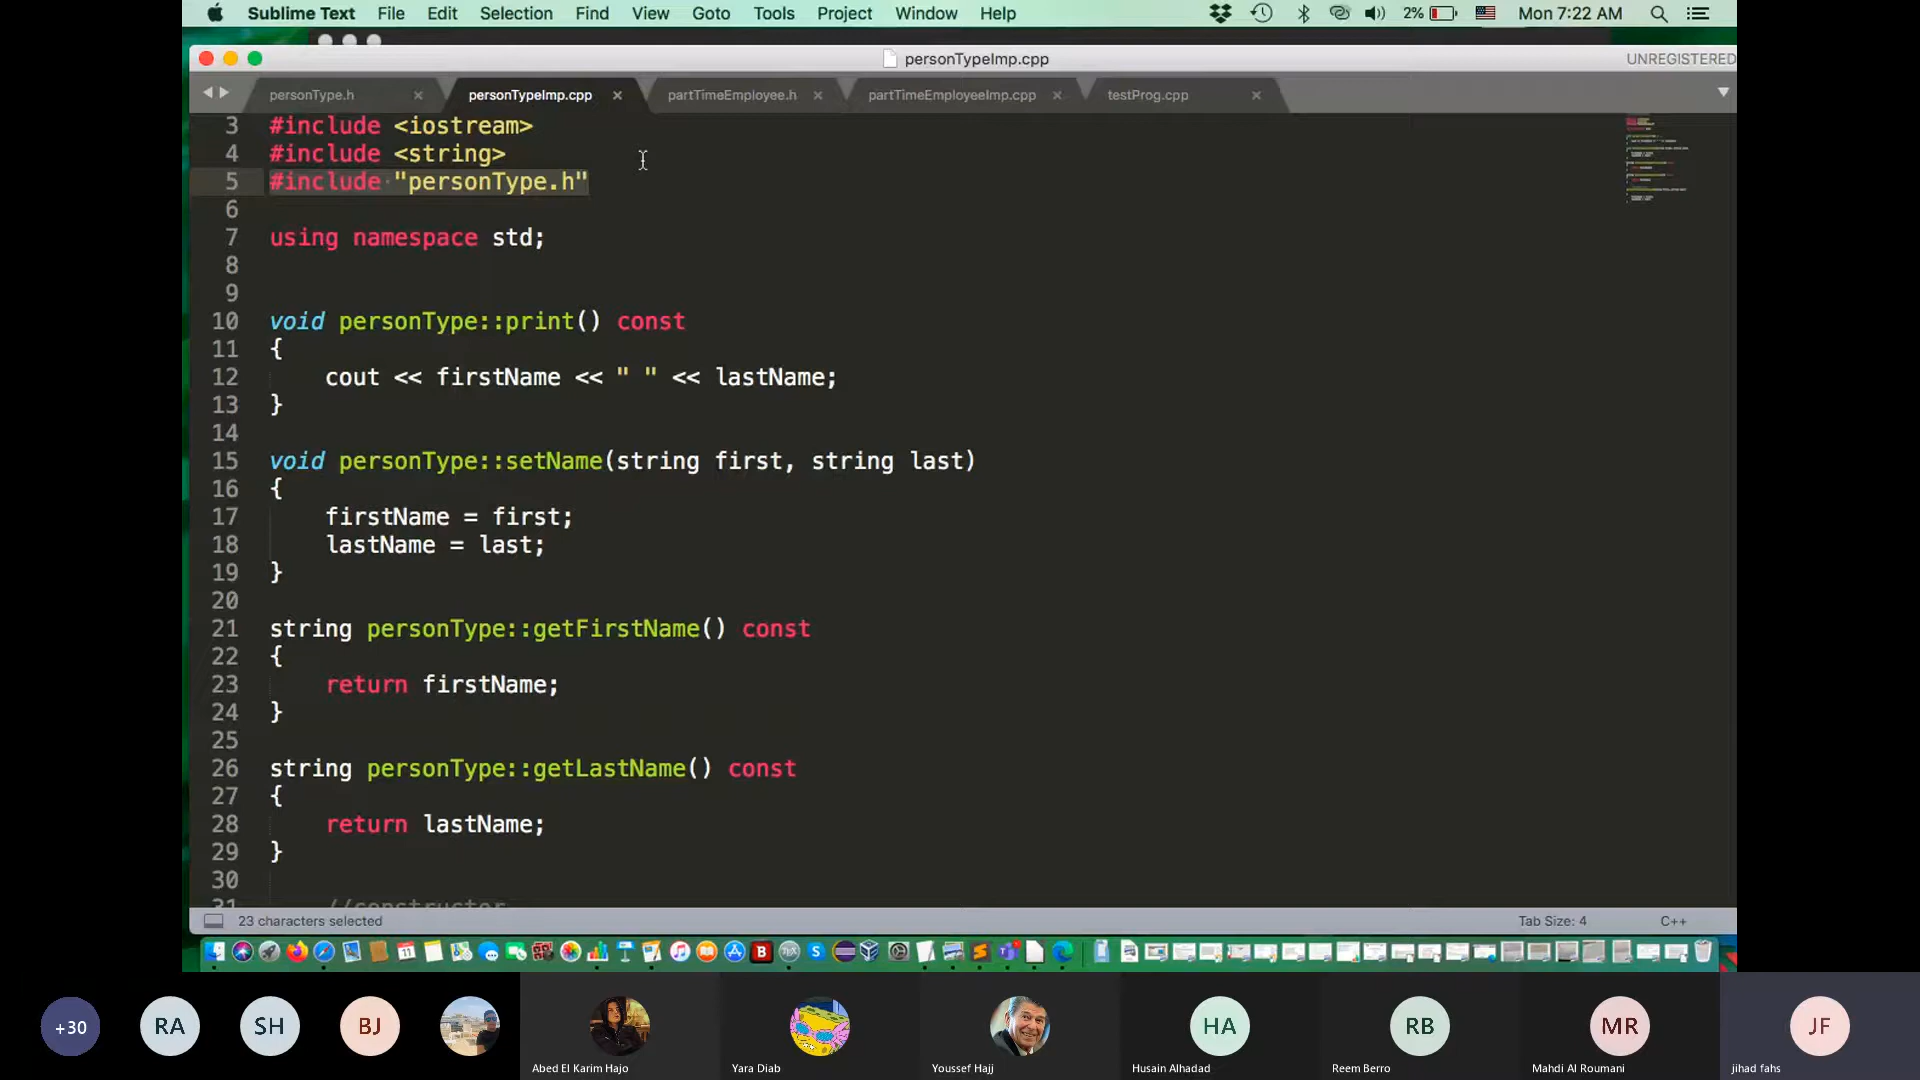 Sublime Text File Edit Selection Find View Goto Tools Project Window Help 2% Mon 7:22 AM
personTypeImp.cpp UNREGISTERED
personType.h personTypeImp.cpp partTimeEmployee.h partTimeEmployeeImp.cpp testProg.cpp
3 #include <iostream>
4 #include <string>
5 #include "personType.h"
6
7 using namespace std;
8
9
10 void personType::print() const
11 {
12 cout << firstName << " " << lastName;
13 }
14
15 void personType::setName(string first, string last)
16 {
17 firstName = first;
18 lastName = last;
19 }
20
21 string personType::getFirstName() const
22 {
23 return firstName;
24 }
25
26 string personType::getLastName() const
27 {
28 return lastName;
29 }
30
31 //constructor
23 characters selected Tab Size: 4 C++
+30 RA SH BJ HA RB MR JF
Abed El Karim Hajo Yara Diab Youssef Hajj Husain Alhadad Reem Berro Mahdi Al Roumani jihad fahs